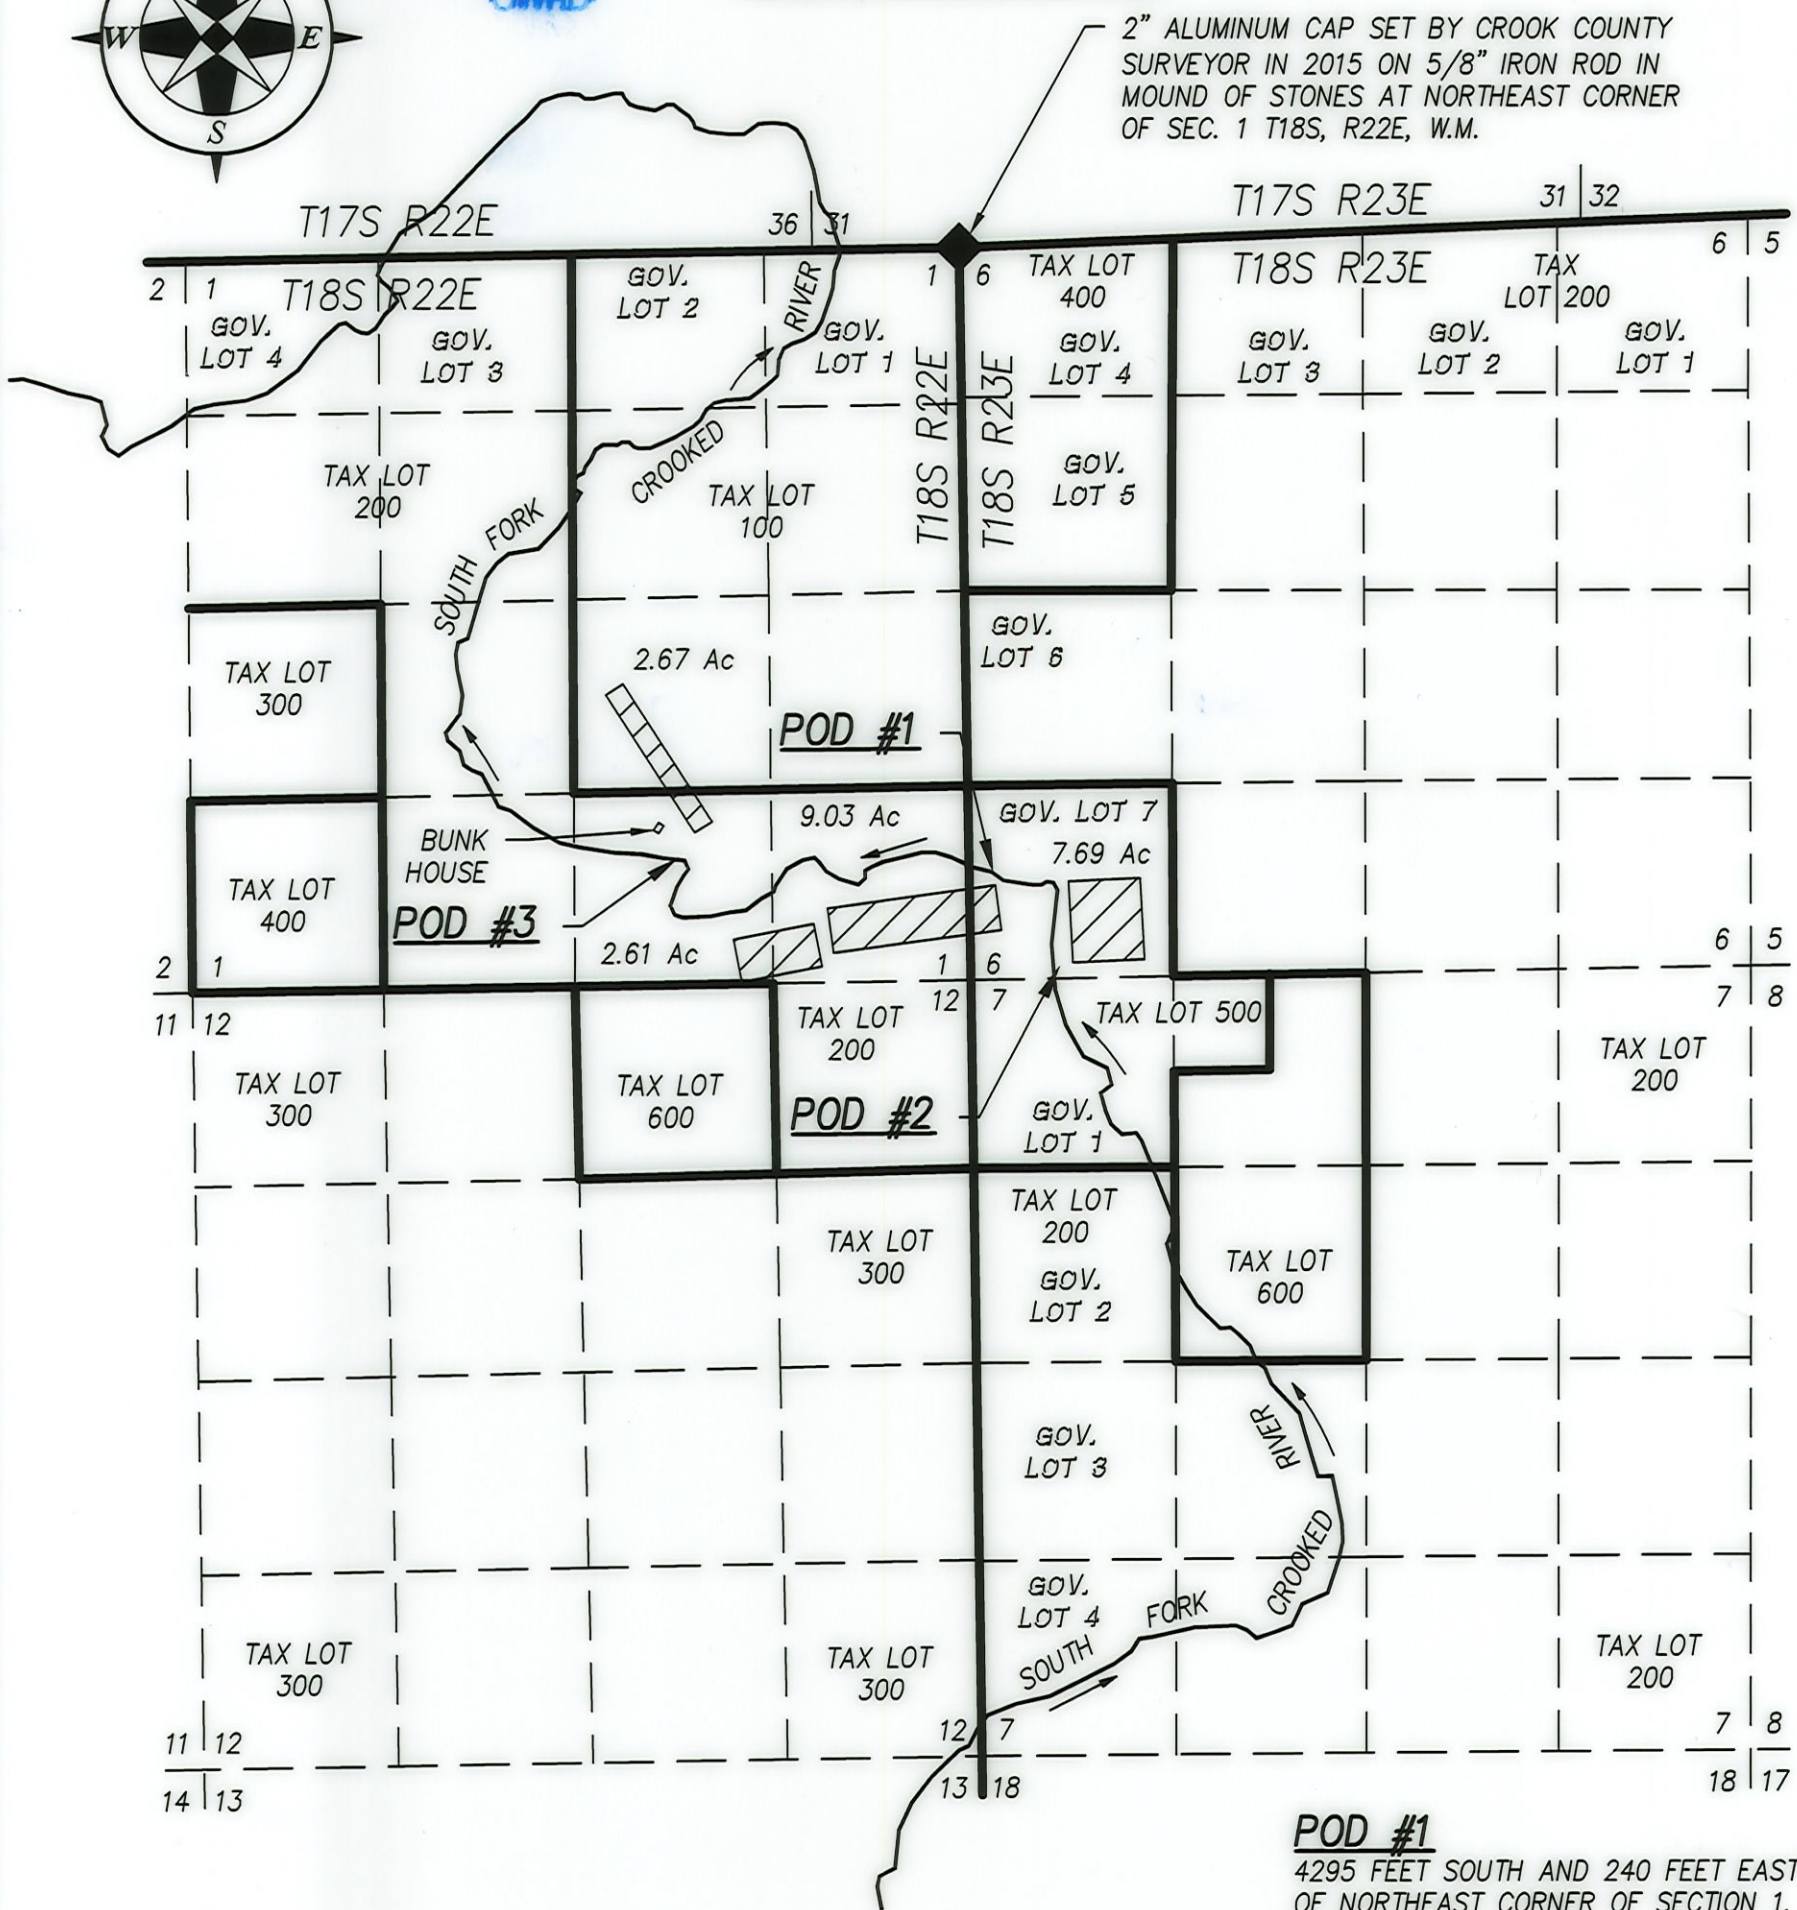 W
E
S
2" ALUMINUM CAP SET BY CROOK COUNTY
SURVEYOR IN 2015 ON 5/8" IRON ROD IN
MOUND OF STONES AT NORTHEAST CORNER
OF SEC. 1 T18S, R22E, W.M.
T17S R22E
36 31
T17S R23E
31 32
2 1
T18S R22E
1 6
T18S R23E
6 5
GOV.
LOT 4
GOV.
LOT 3
GOV.
LOT 2
RIVER
GOV.
LOT 1
TAX LOT
400
GOV.
LOT 4
GOV.
LOT 3
TAX
LOT 200
GOV.
LOT 2
GOV.
LOT 1
T18S R22E
T18S R23E
CROOKED
TAX LOT
200
TAX LOT
100
GOV.
LOT 5
SOUTH FORK
TAX LOT
300
2.67 Ac
GOV.
LOT 6
POD #1
BUNK
HOUSE
9.03 Ac
GOV. LOT 7
7.69 Ac
TAX LOT
400
POD #3
2.61 Ac
2 1
11 12
1 6
12 7
6 5
7 8
TAX LOT
200
TAX LOT 500
TAX LOT
200
TAX LOT
300
TAX LOT
600
POD #2
GOV.
LOT 1
TAX LOT
200
TAX LOT
300
GOV.
LOT 2
TAX LOT
600
GOV.
LOT 3
RIVER
CROOKED
GOV.
LOT 4
FORK
SOUTH
TAX LOT
300
TAX LOT
300
TAX LOT
200
11 12
14 13
12 7
13 18
7 8
18 17
POD #1
4295 FEET SOUTH AND 240 FEET EAST
OF NORTHEAST CORNER OF SECTION 1,